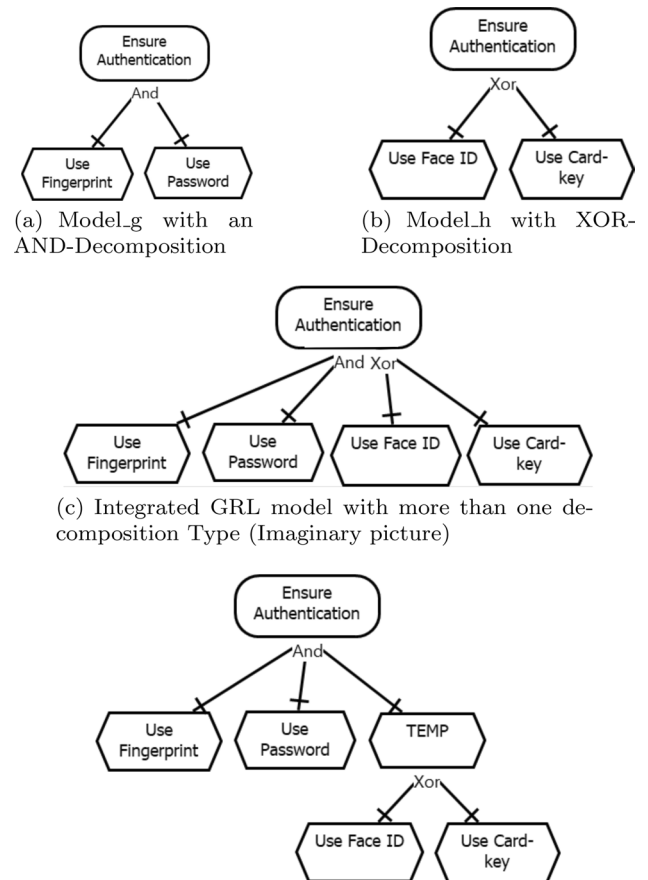 Ensure
Authentication
And
Use
Fingerprint
Use
Password
(a) Model_g with an
AND-Decomposition
Ensure
Authentication
Xor
Use Face ID
Use Card-
key
(b) Model_h with XOR-
Decomposition
Ensure
Authentication
And Xor
Use
Fingerprint
Use
Password
Use Face ID
Use Card-
key
(c) Integrated GRL model with more than one de-
composition Type (Imaginary picture)
Ensure
Authentication
And
Use
Fingerprint
Use
Password
TEMP
Xor
Use Face ID
Use Card-
key